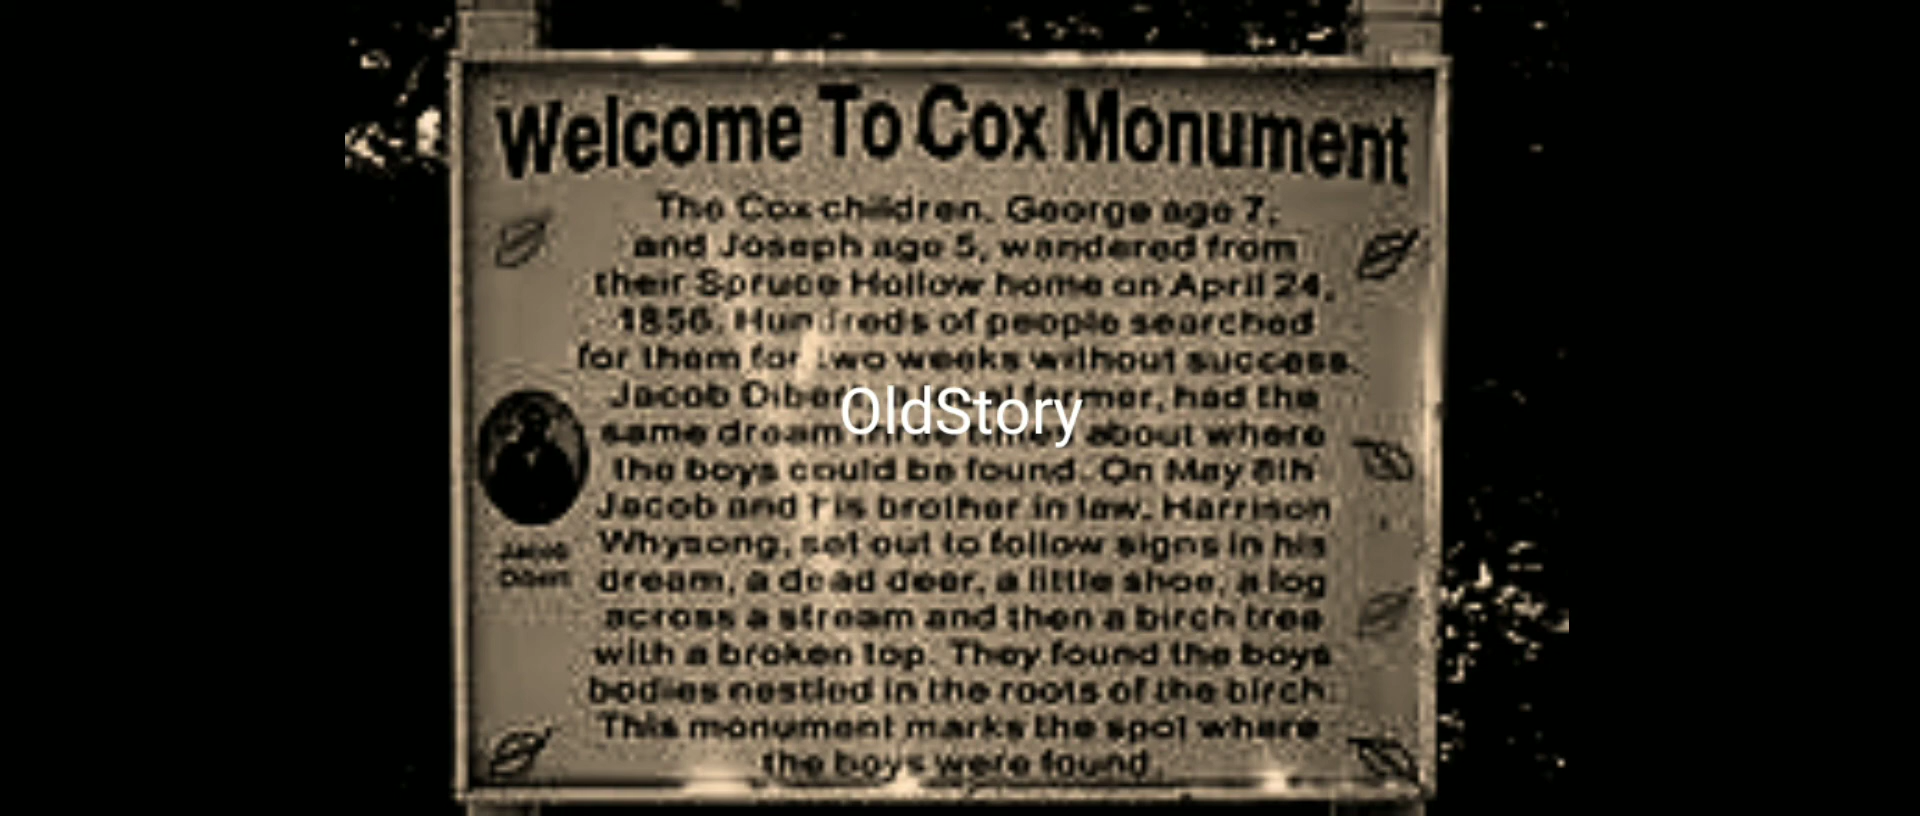 Welcome To Cox Monument
The Cox children, George age 7,
and Joseph age 5, wandered from
their Spruce Hollow home on April 24,
1856. Hundreds of people searched
for them for two weeks without success.
Jacob Dibert farmer, had the
same dream three times about where
the boys could be found. On May 8th
Jacob and his brother in law, Harrison
Whysong, set out to follow signs in his
dream, a dead deer, a little shoe, a log
across a stream and then a birch tree
with a broken top. They found the boys
bodies nestled in the roots of the birch.
This monument marks the spot where
the boys were found.
Jacob
Dibert
OldStory